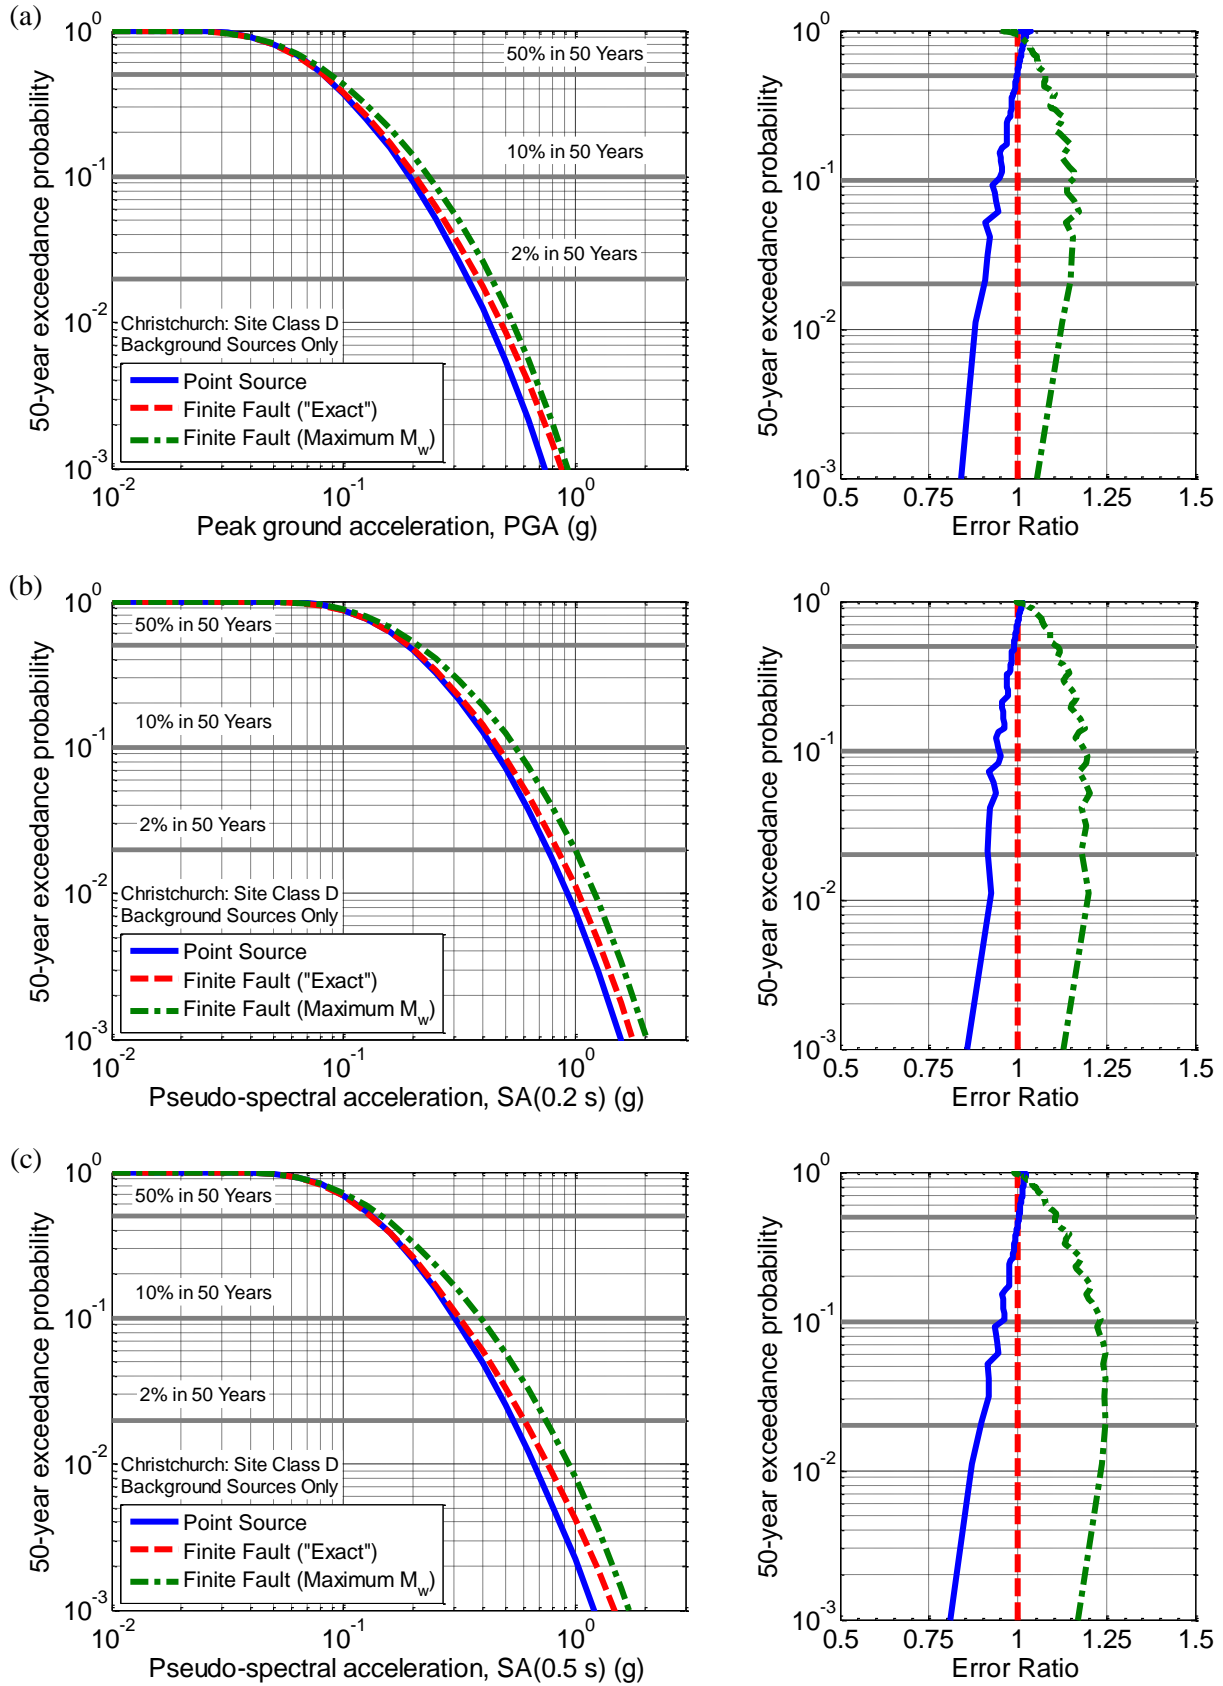 (a)
10^0
10^-1
10^-2
10^-3
50-year exceedance probability
50% in 50 Years
10% in 50 Years
2% in 50 Years
Christchurch: Site Class D
Background Sources Only
Point Source
Finite Fault ("Exact")
Finite Fault (Maximum M_w)
10^-2
10^-1
10^0
Peak ground acceleration, PGA (g)
10^0
10^-1
10^-2
10^-3
50-year exceedance probability
0.5
0.75
1
1.25
1.5
Error Ratio
(b)
10^0
10^-1
10^-2
10^-3
50-year exceedance probability
50% in 50 Years
10% in 50 Years
2% in 50 Years
Christchurch: Site Class D
Background Sources Only
Point Source
Finite Fault ("Exact")
Finite Fault (Maximum M_w)
10^-2
10^-1
10^0
Pseudo-spectral acceleration, SA(0.2 s) (g)
10^0
10^-1
10^-2
10^-3
50-year exceedance probability
0.5
0.75
1
1.25
1.5
Error Ratio
(c)
10^0
10^-1
10^-2
10^-3
50-year exceedance probability
50% in 50 Years
10% in 50 Years
2% in 50 Years
Christchurch: Site Class D
Background Sources Only
Point Source
Finite Fault ("Exact")
Finite Fault (Maximum M_w)
10^-2
10^-1
10^0
Pseudo-spectral acceleration, SA(0.5 s) (g)
10^0
10^-1
10^-2
10^-3
50-year exceedance probability
0.5
0.75
1
1.25
1.5
Error Ratio